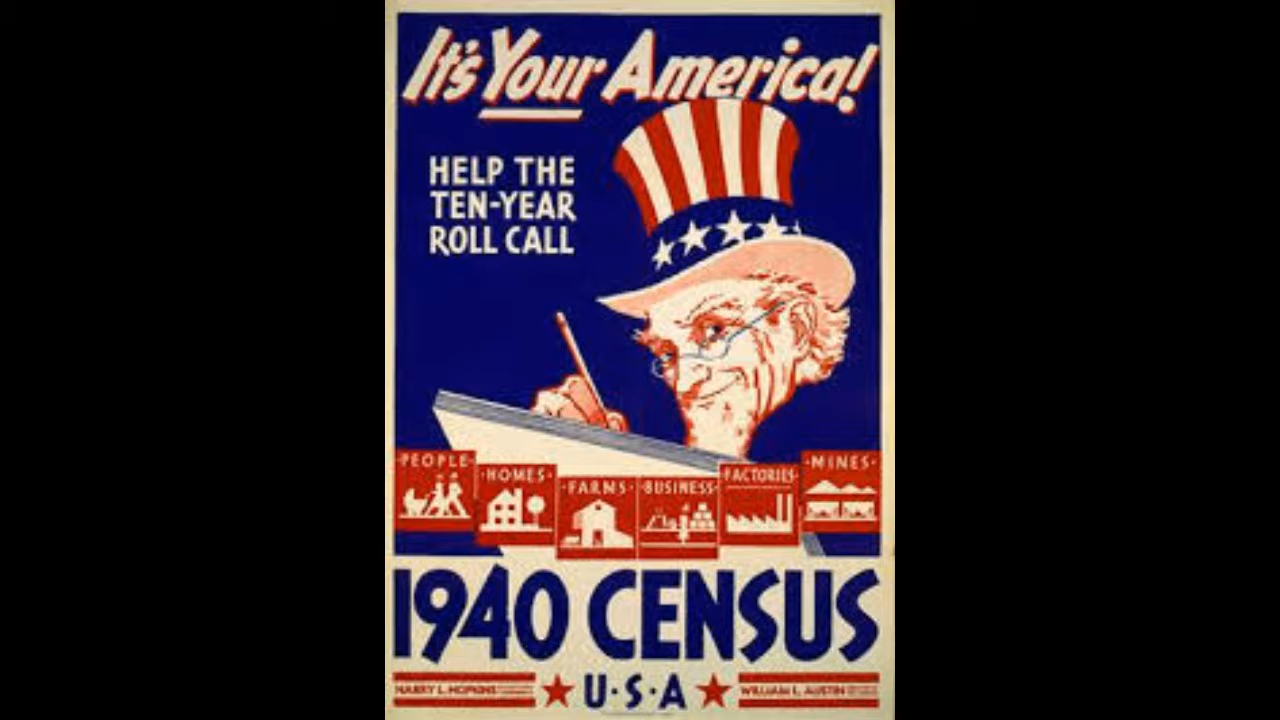 It's Your America!
HELP THE
TEN-YEAR
ROLL CALL
·PEOPLE·
·HOMES·
·FARMS·
·BUSINESS·
·FACTORIES·
·MINES·
1940 CENSUS
HARRY L. HOPKINS
U·S·A
WILLIAM L. AUSTIN